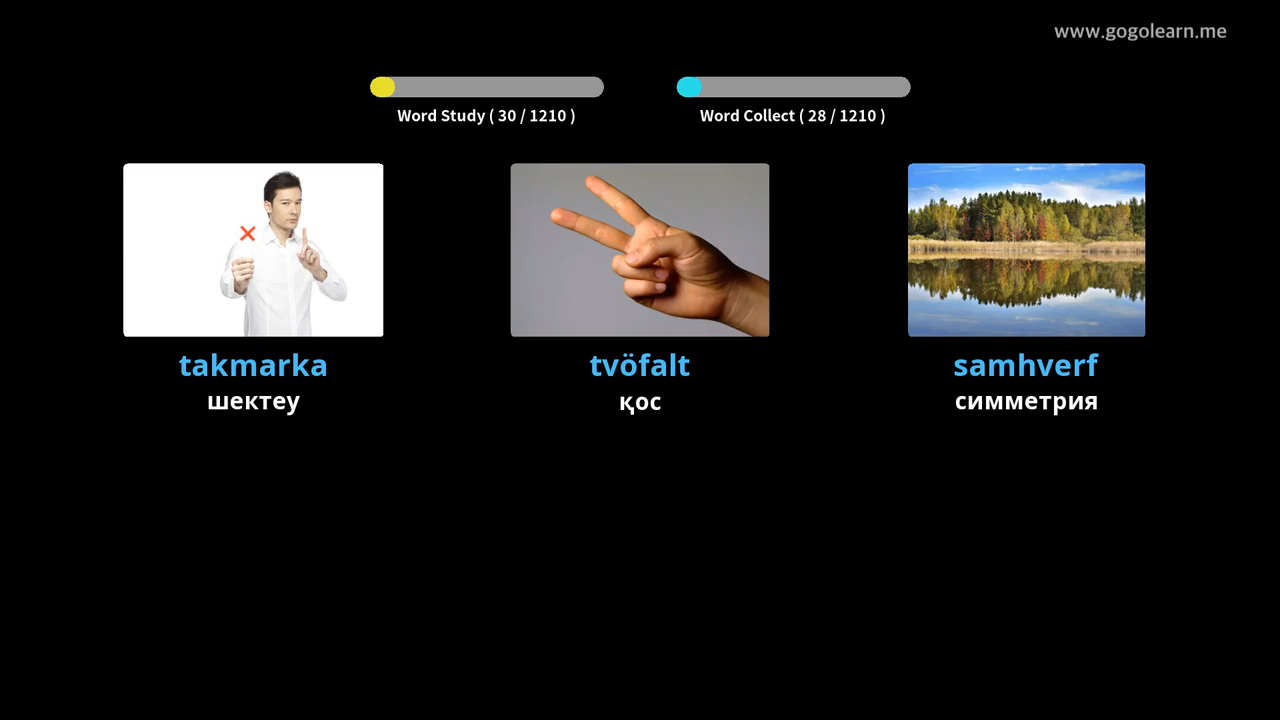 www.gogolearn.me
Word Study ( 30 / 1210 )
Word Collect ( 28 / 1210 )
takmarka
шектеу
tvöfalt
қос
samhverf
симметрия